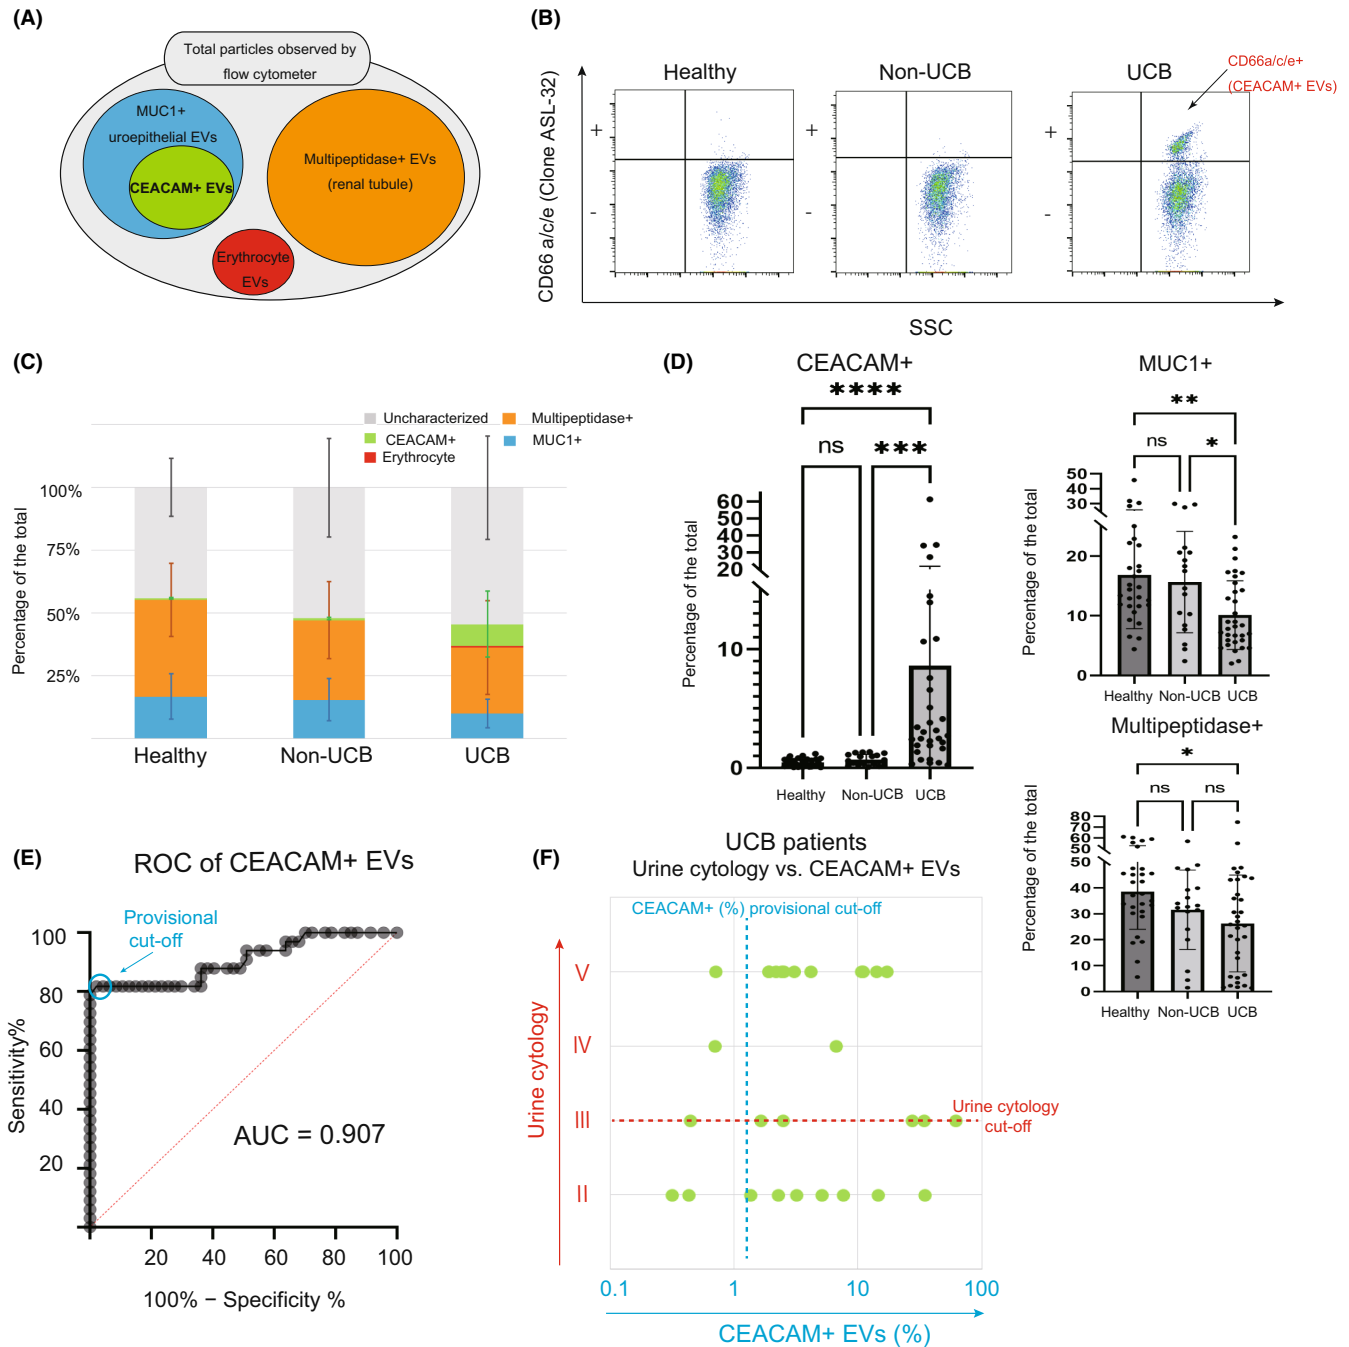 (A)
Total particles observed by
flow cytometer
MUC1+
uroepithelial EVs
CEACAM+ EVs
Multipeptidase+ EVs
(renal tubule)
Erythrocyte
EVs
(B)
Healthy
Non-UCB
UCB
CD66a/c/e+
(CEACAM+ EVs)
CD66 a/c/e (Clone ASL-32)
+
-
+
-
+
-
SSC
(C)
Uncharacterized
Multipeptidase+
CEACAM+
MUC1+
Erythrocyte
Percentage of the total
100%
75%
50%
25%
Healthy
Non-UCB
UCB
(D)
CEACAM+
****
ns
***
Percentage of the total
60
50
40
30
20
10
0
Healthy
Non-UCB
UCB
MUC1+
**
ns
*
Percentage of the total
50
40
30
20
10
0
Healthy
Non-UCB
UCB
Multipeptidase+
*
ns
ns
Percentage of the total
80
70
60
50
50
40
30
20
10
0
Healthy
Non-UCB
UCB
(E)
ROC of CEACAM+ EVs
Provisional
cut-off
Sensitivity%
100
80
60
40
20
AUC = 0.907
20
40
60
80
100
100% − Specificity %
(F)
UCB patients
Urine cytology vs. CEACAM+ EVs
CEACAM+ (%) provisional cut-off
Urine cytology
V
IV
III
II
Urine cytology
cut-off
0.1
1
10
100
CEACAM+ EVs (%)